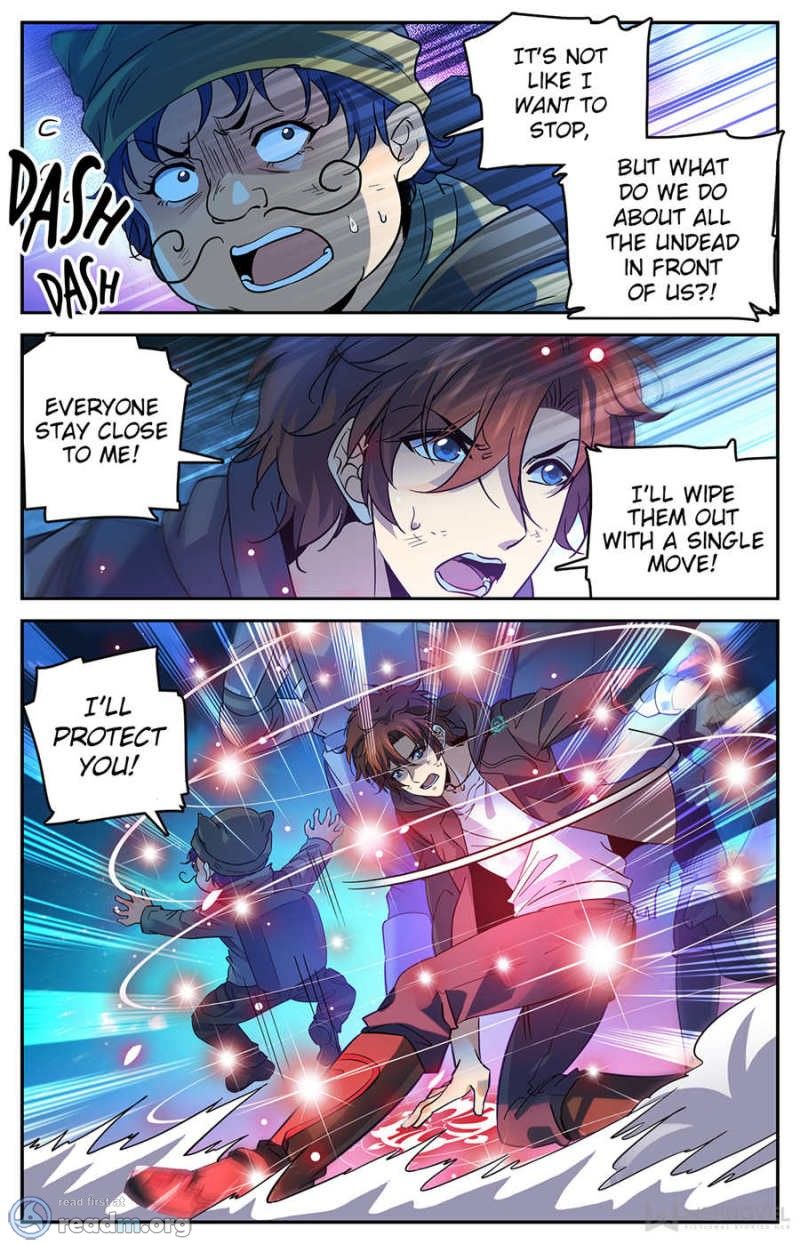 IT'S NOT
LIKE I
WANT TO
STOP,
BUT WHAT
DO WE DO
ABOUT ALL
THE UNDEAD
IN FRONT
OF US?!
DASH
DASH
EVERYONE
STAY CLOSE
TO ME!
I'LL WIPE
THEM OUT
WITH A SINGLE
MOVE!
I'LL
PROTECT
YOU!
read first at
readm.org